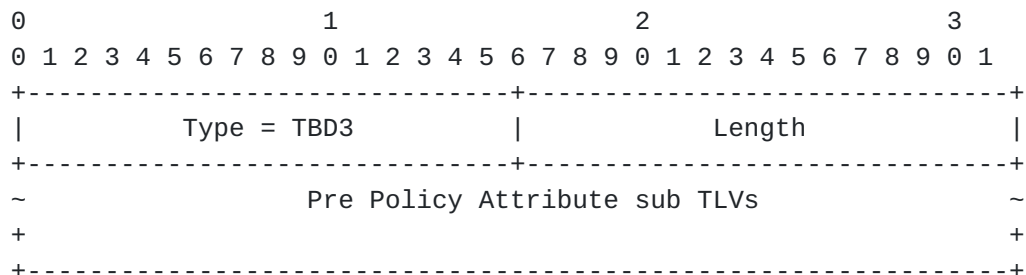 0                   1                   2                   3
0 1 2 3 4 5 6 7 8 9 0 1 2 3 4 5 6 7 8 9 0 1 2 3 4 5 6 7 8 9 0 1
+-------------------------------+-------------------------------+
|          Type = TBD3          |            Length             |
+-------------------------------+-------------------------------+
~                  Pre Policy Attribute sub TLVs                ~
+                                                               +
+---------------------------------------------------------------+